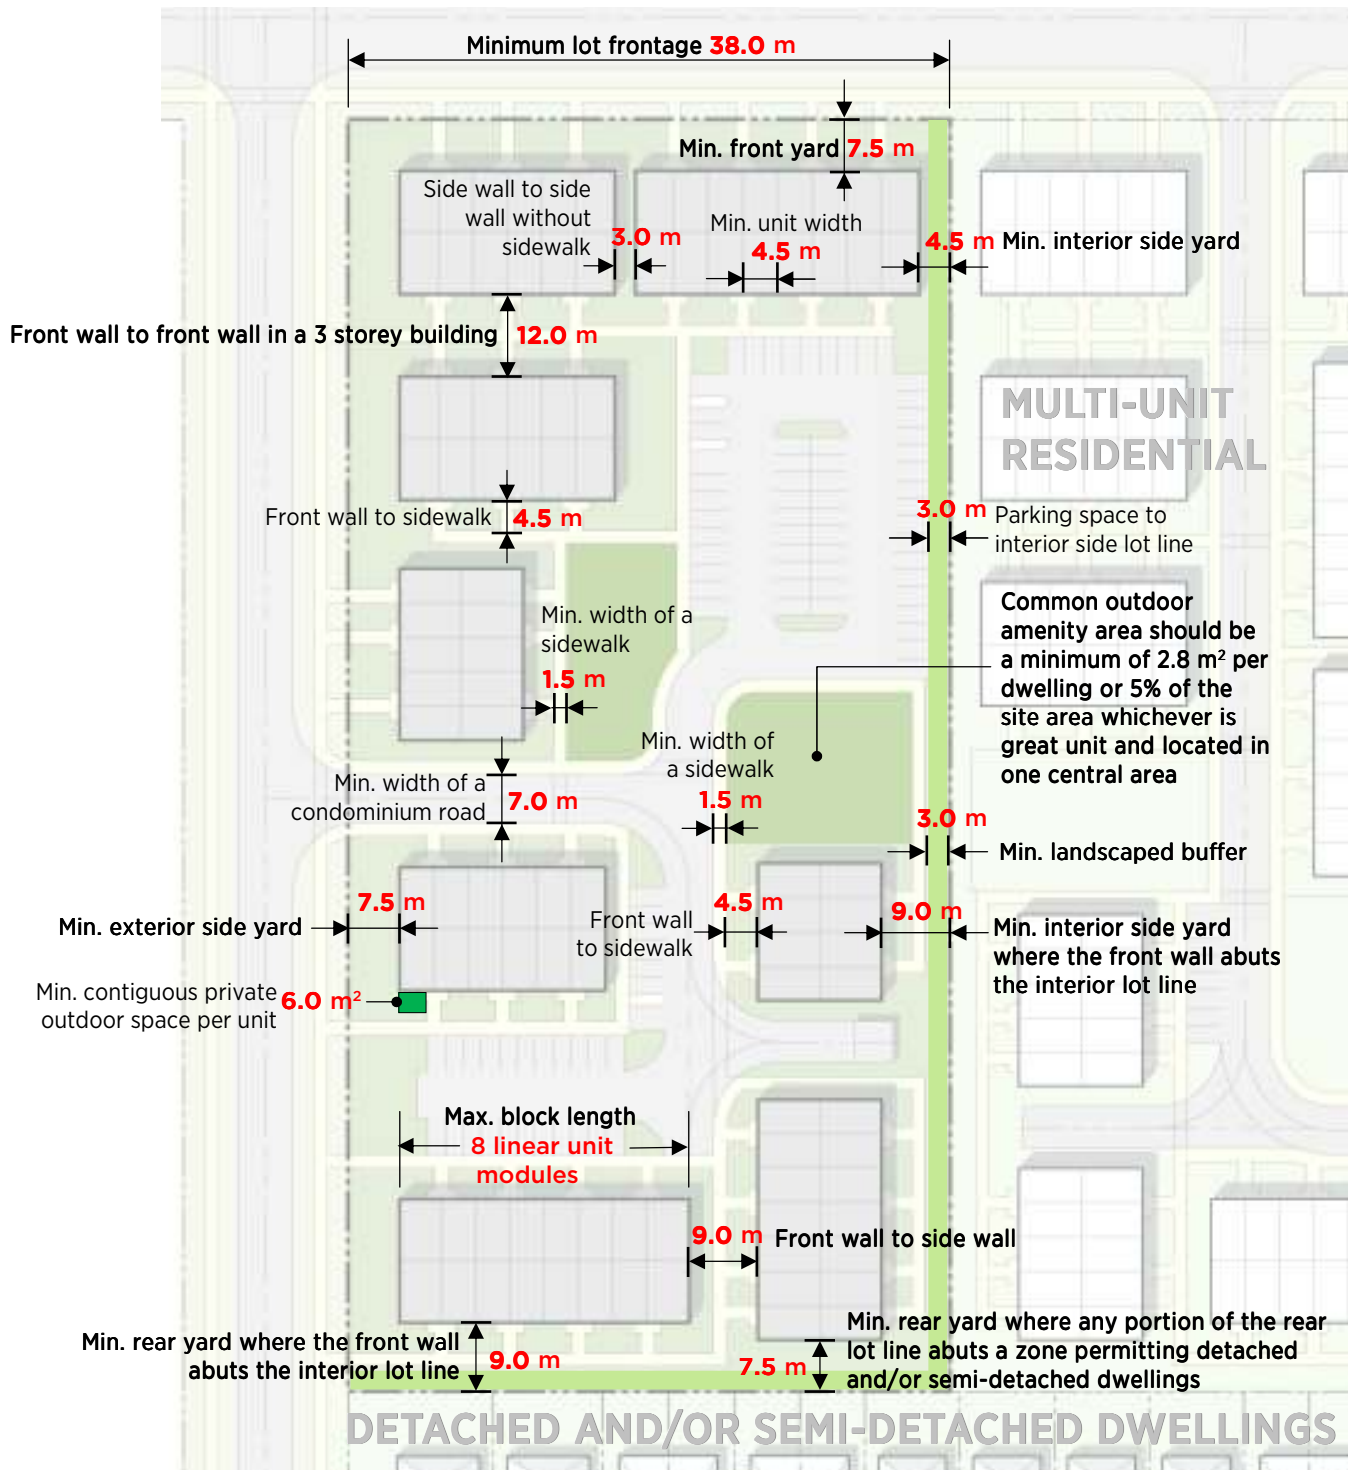 Minimum lot frontage 38.0 m
Min. front yard 7.5 m
Side wall to side
wall without
sidewalk
3.0 m
Min. unit width
4.5 m
4.5 m Min. interior side yard
Front wall to front wall in a 3 storey building 12.0 m
MULTI-UNIT
RESIDENTIAL
Front wall to sidewalk 4.5 m
3.0 m Parking space to
interior side lot line
Min. width of a
sidewalk
1.5 m
Common outdoor
amenity area should be
a minimum of 2.8 m² per
dwelling or 5% of the
site area whichever is
great unit and located in
one central area
Min. width of
a sidewalk
1.5 m
Min. width of a
condominium road
7.0 m
3.0 m
Min. landscaped buffer
7.5 m
Min. exterior side yard
4.5 m
Front wall
to sidewalk
9.0 m
Min. interior side yard
where the front wall abuts
the interior lot line
Min. contiguous private
outdoor space per unit
6.0 m²
Max. block length
8 linear unit
modules
9.0 m Front wall to side wall
Min. rear yard where the front wall
abuts the interior lot line
9.0 m
7.5 m
Min. rear yard where any portion of the rear
lot line abuts a zone permitting detached
and/or semi-detached dwellings
DETACHED AND/OR SEMI-DETACHED DWELLINGS